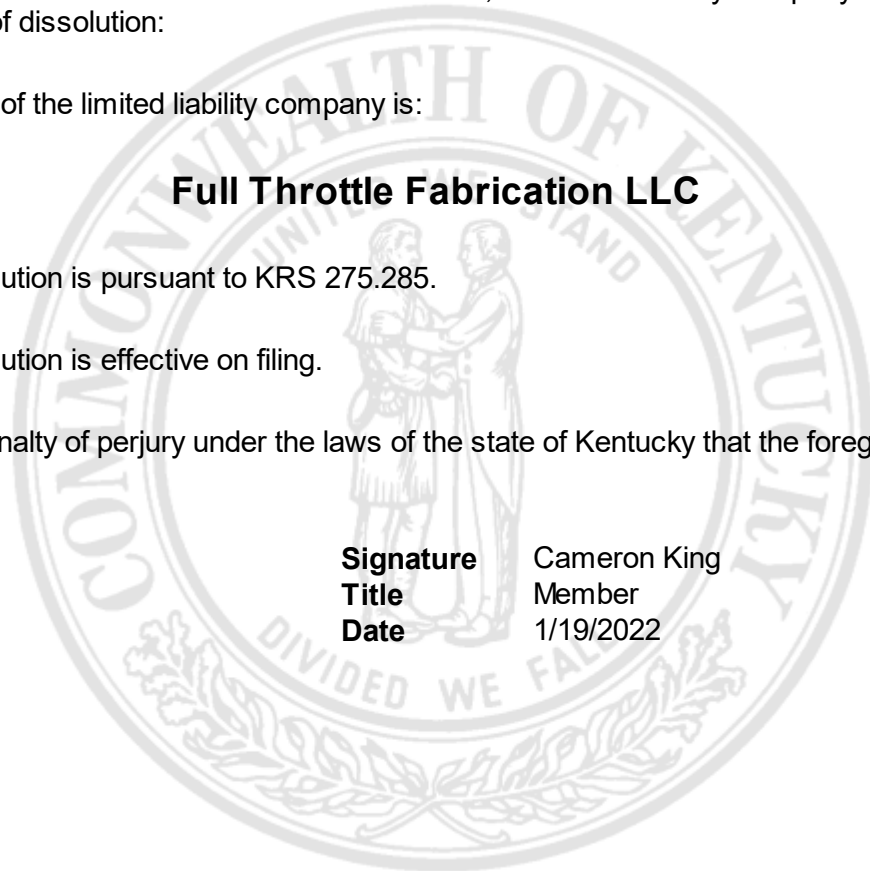 of dissolution:
of the limited liability company is:
Full Throttle Fabrication LLC
ution is pursuant to KRS 275.285.
ution is effective on filing.
nalty of perjury under the laws of the state of Kentucky that the foreg
Signature Cameron King
Title Member
Date 1/19/2022
COMMONWEALTH OF KENTUCKY
UNITED WE STAND
DIVIDED WE FALL